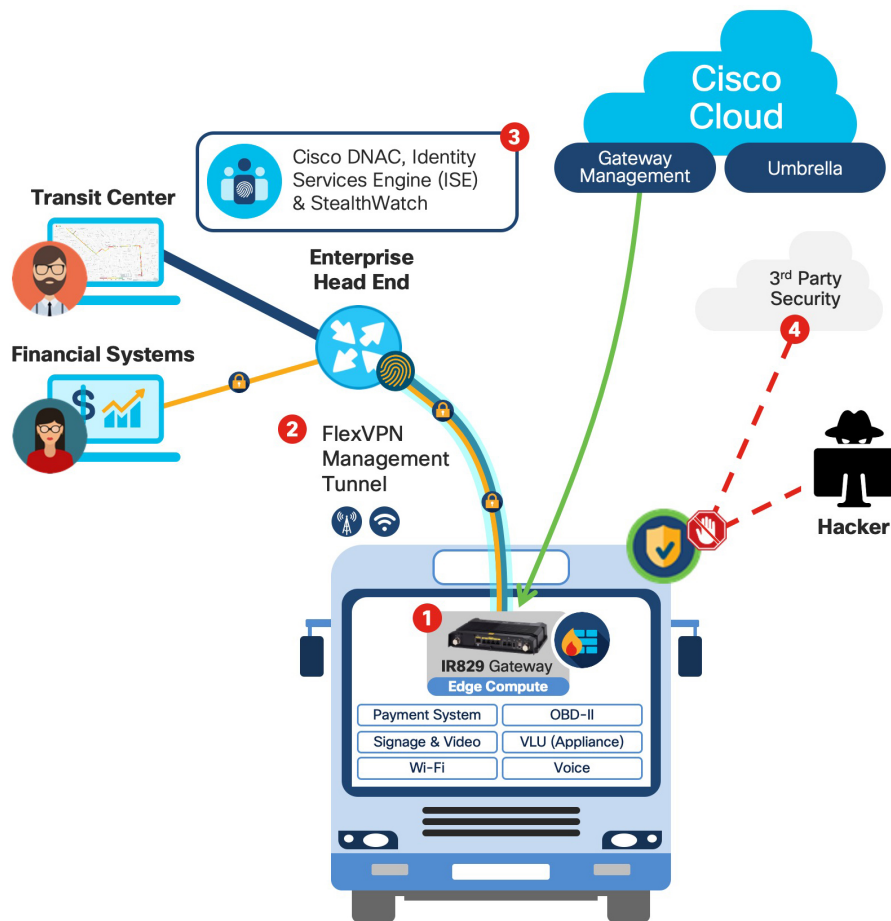 Cisco
Cloud
Gateway
Management
Umbrella
3
Cisco DNAC, Identity
Services Engine (ISE)
& StealthWatch
Transit Center
Enterprise
Head End
3rd Party
Security
4
Financial Systems
$
2
FlexVPN
Management
Tunnel
Hacker
1
IR829 Gateway
Edge Compute
Payment System
OBD-II
Signage & Video
VLU (Appliance)
Wi-Fi
Voice